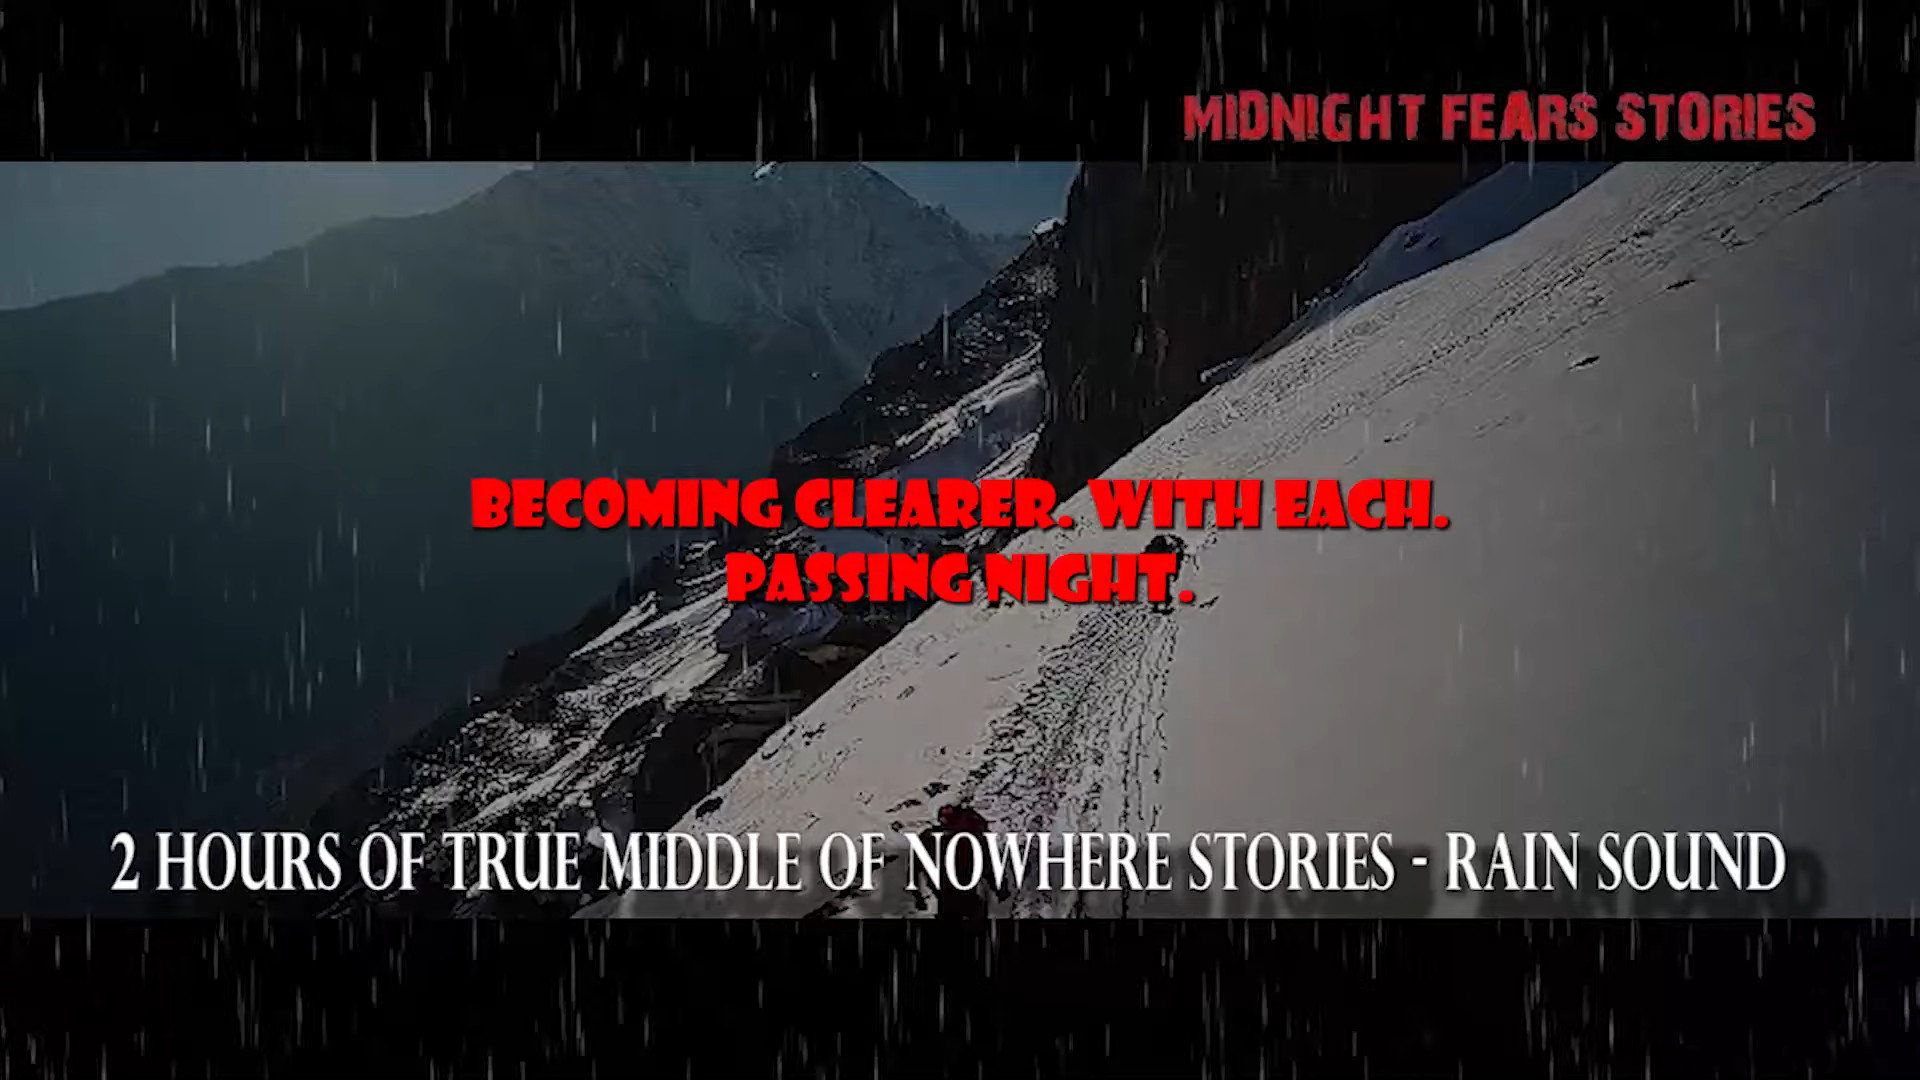 MIDNIGHT FEARS STORIES
BECOMING CLEARER. WITH EACH.
PASSING NIGHT.
2 HOURS OF TRUE MIDDLE OF NOWHERE STORIES - RAIN SOUND